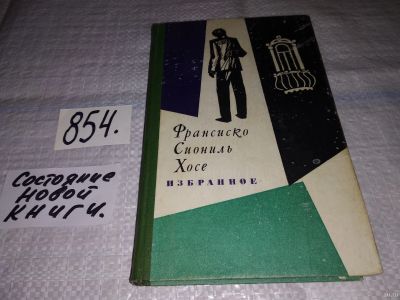 854.
Состояние
новой
книги.
Франсиско
Сиониль
Хосе
ИЗБРАННОЕ